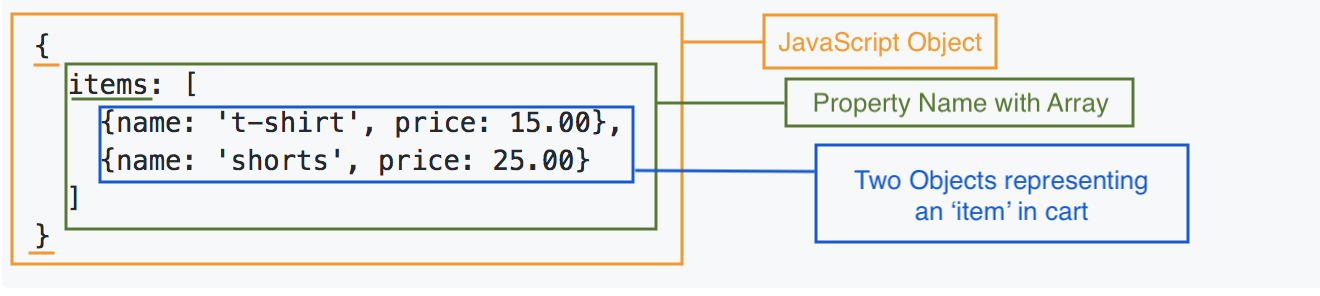 {
items: [
{name: 't-shirt', price: 15.00},
{name: 'shorts', price: 25.00}
]
}
JavaScript Object
Property Name with Array
Two Objects representing
an ‘item’ in cart